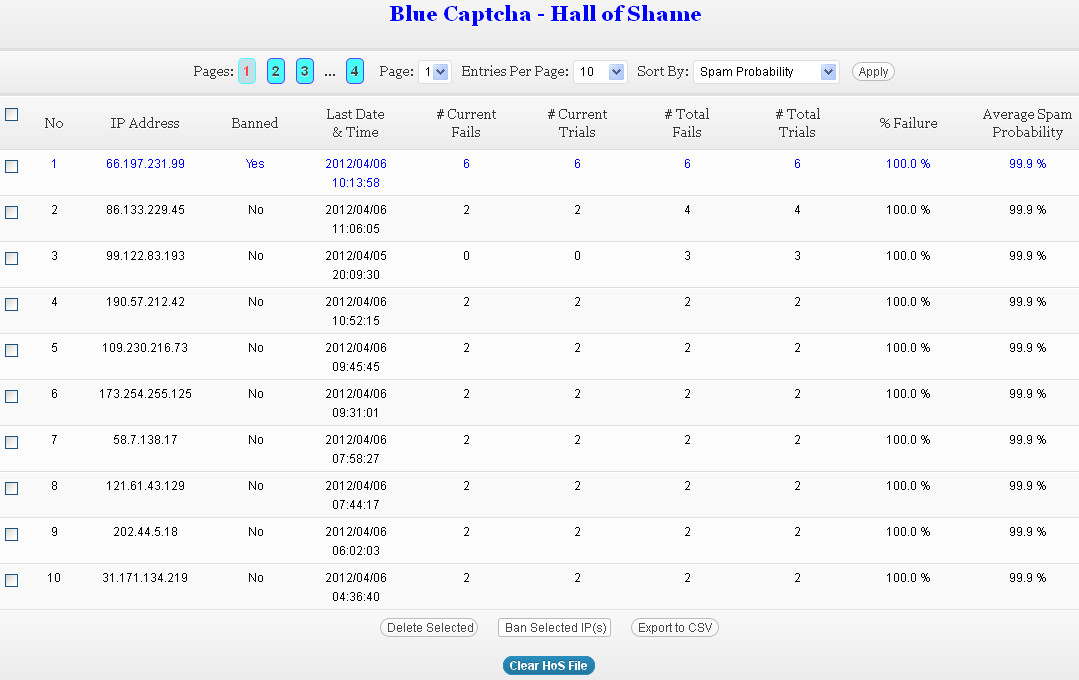 Blue Captcha - Hall of Shame
Pages: 1 2 3 ... 4 Page: 1 Entries Per Page: 10 Sort By: Spam Probability Apply
No IP Address Banned Last Date & Time # Current Fails # Current Trials # Total Fails # Total Trials % Failure Average Spam Probability
1 66.197.231.99 Yes 2012/04/06 10:13:58 6 6 6 6 100.0 % 99.9 %
2 86.133.229.45 No 2012/04/06 11:06:05 2 2 4 4 100.0 % 99.9 %
3 99.122.83.193 No 2012/04/05 20:09:30 0 0 3 3 100.0 % 99.9 %
4 190.57.212.42 No 2012/04/06 10:52:15 2 2 2 2 100.0 % 99.9 %
5 109.230.216.73 No 2012/04/06 09:45:45 2 2 2 2 100.0 % 99.9 %
6 173.254.255.125 No 2012/04/06 09:31:01 2 2 2 2 100.0 % 99.9 %
7 58.7.138.17 No 2012/04/06 07:58:27 2 2 2 2 100.0 % 99.9 %
8 121.61.43.129 No 2012/04/06 07:44:17 2 2 2 2 100.0 % 99.9 %
9 202.44.5.18 No 2012/04/06 06:02:03 2 2 2 2 100.0 % 99.9 %
10 31.171.134.219 No 2012/04/06 04:36:40 2 2 2 2 100.0 % 99.9 %
Delete Selected Ban Selected IP(s) Export to CSV
Clear HoS File